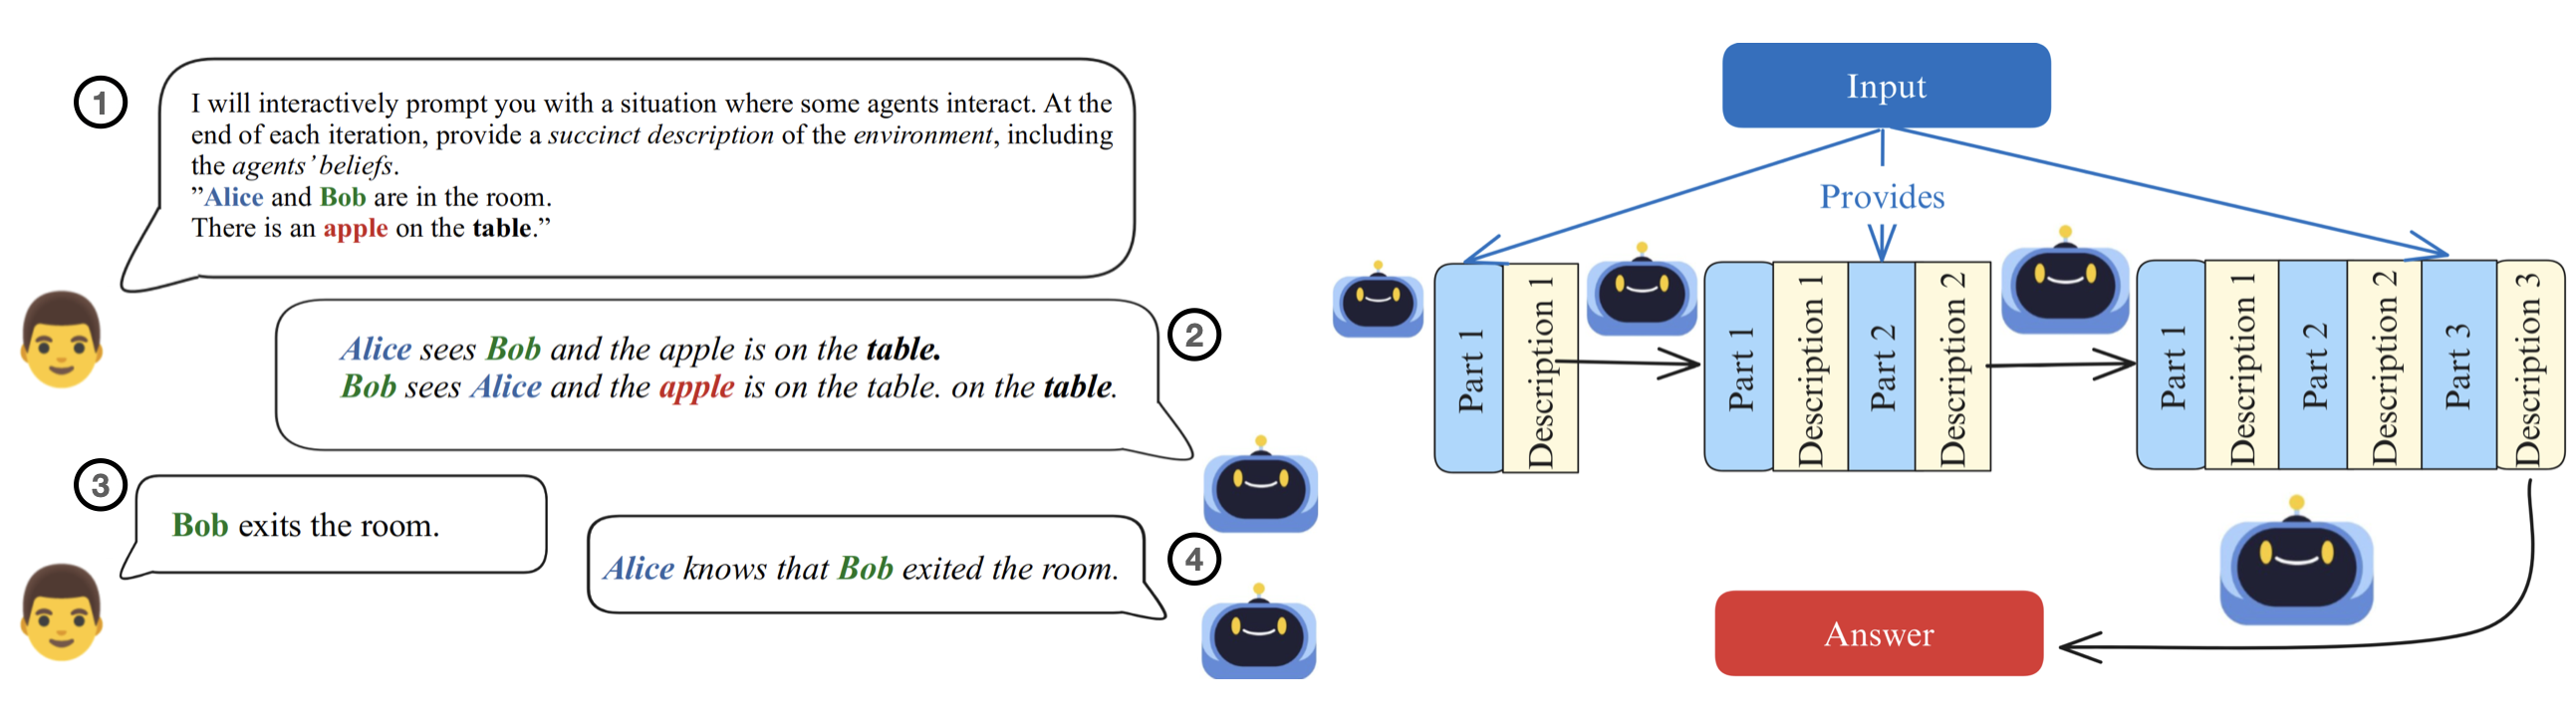 1
I will interactively prompt you with a situation where some agents interact. At the
end of each iteration, provide a succinct description of the environment, including
the agents' beliefs.
”Alice and Bob are in the room.
There is an apple on the table.”
2
Alice sees Bob and the apple is on the table.
Bob sees Alice and the apple is on the table. on the table.
3
Bob exits the room.
4
Alice knows that Bob exited the room.
Input
Provides
Part 1
Description 1
Part 1
Description 1
Part 2
Description 2
Part 1
Description 1
Part 2
Description 2
Part 3
Description 3
Answer